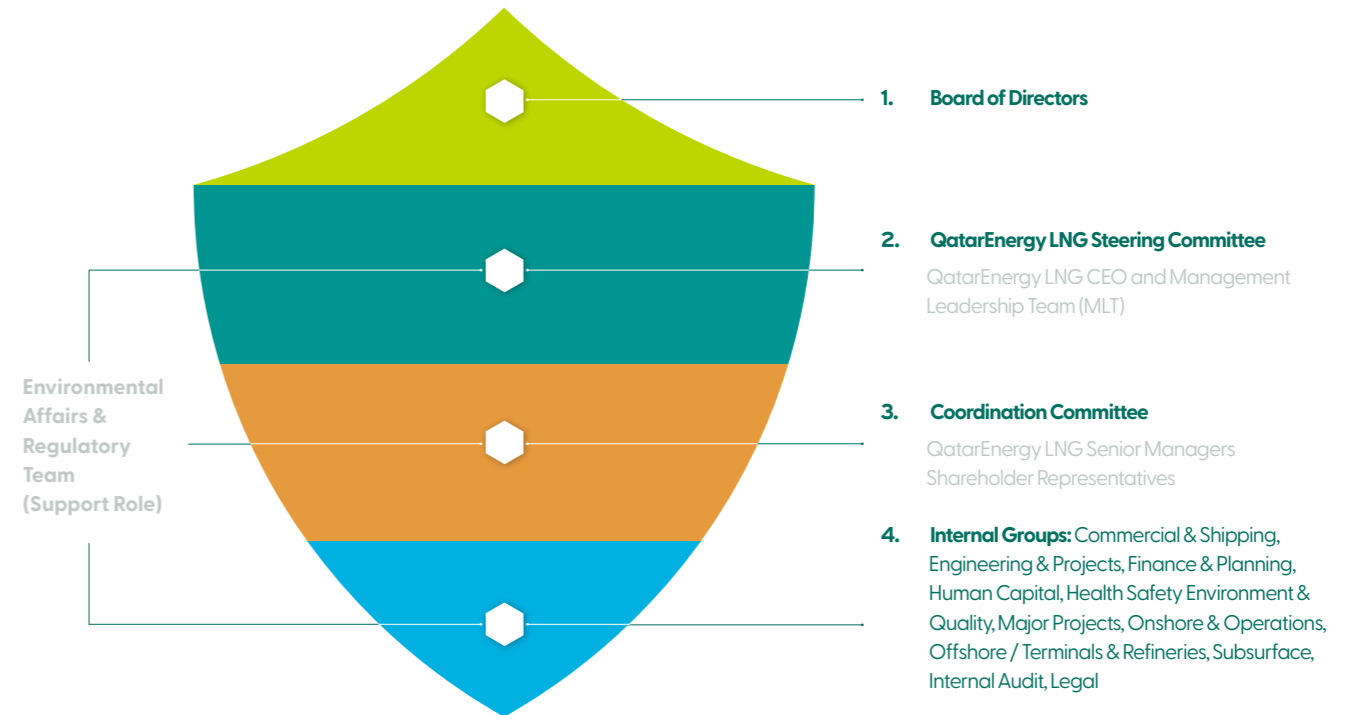 1. Board of Directors
2. QatarEnergy LNG Steering Committee
QatarEnergy LNG CEO and Management
Leadership Team (MLT)
Environmental
Affairs &
Regulatory
Team
(Support Role)
3. Coordination Committee
QatarEnergy LNG Senior Managers
Shareholder Representatives
4. Internal Groups: Commercial & Shipping,
Engineering & Projects, Finance & Planning,
Human Capital, Health Safety Environment &
Quality, Major Projects, Onshore & Operations,
Offshore / Terminals & Refineries, Subsurface,
Internal Audit, Legal